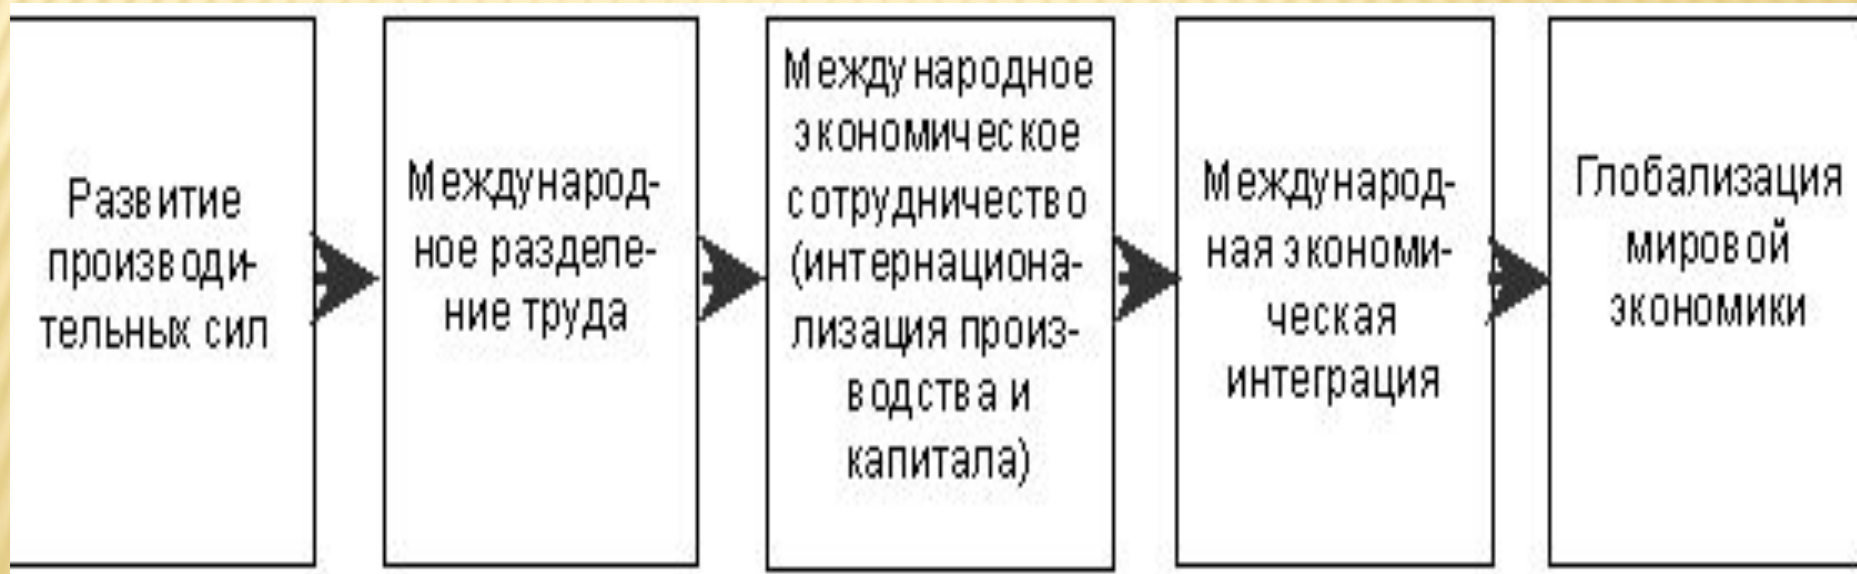 Развитие
производи-
тельных сил
Международ-
ное разделе-
ние труда
Международное
экономическое
сотрудничество
(интернациона-
лизация произ-
водства и
капитала)
Международ-
ная экономи-
ческая
интеграция
Глобализация
мировой
экономики